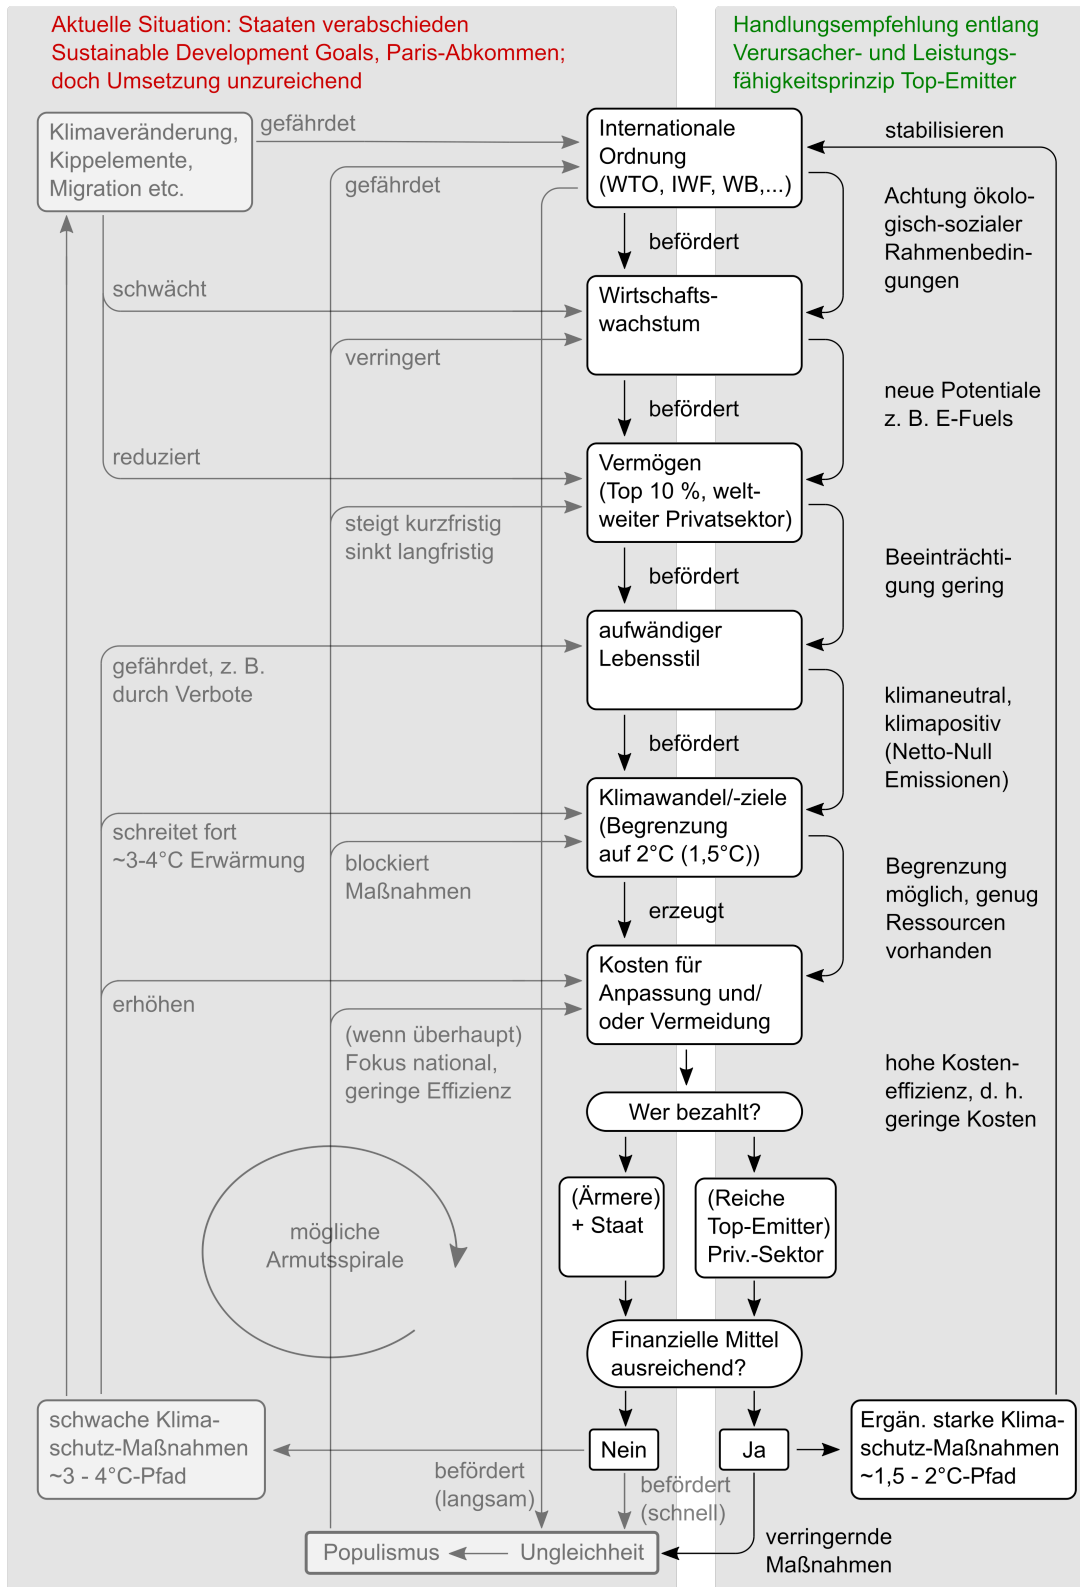 Aktuelle Situation: Staaten verabschieden
Sustainable Development Goals, Paris-Abkommen;
doch Umsetzung unzureichend
Handlungsempfehlung entlang
Verursacher- und Leistungs-
fähigkeitsprinzip Top-Emitter
Klimaveränderung,
Kippelemente,
Migration etc.
gefährdet
gefährdet
Internationale
Ordnung
(WTO, IWF, WB,...)
stabilisieren
Achtung ökolo-
gisch-sozialer
Rahmenbedin-
gungen
befördert
schwächt
verringert
Wirtschafts-
wachstum
neue Potentiale
z. B. E-Fuels
befördert
reduziert
steigt kurzfristig
sinkt langfristig
Vermögen
(Top 10 %, welt-
weiter Privatsektor)
Beeinträchti-
gung gering
befördert
gefährdet, z. B.
durch Verbote
aufwändiger
Lebensstil
klimaneutral,
klimapositiv
(Netto-Null
Emissionen)
befördert
schreitet fort
~3-4°C Erwärmung
blockiert
Maßnahmen
Klimawandel/-ziele
(Begrenzung
auf 2°C (1,5°C))
Begrenzung
möglich, genug
Ressourcen
vorhanden
erzeugt
erhöhen
(wenn überhaupt)
Fokus national,
geringe Effizienz
Kosten für
Anpassung und/
oder Vermeidung
hohe Kosten-
effizienz, d. h.
geringe Kosten
Wer bezahlt?
(Ärmere)
+ Staat
(Reiche
Top-Emitter)
Priv.-Sektor
mögliche
Armutsspirale
Finanzielle Mittel
ausreichend?
Nein
Ja
schwache Klima-
schutz-Maßnahmen
~3 - 4°C-Pfad
Ergän. starke Klima-
schutz-Maßnahmen
~1,5 - 2°C-Pfad
befördert
(langsam)
befördert
(schnell)
verringernde
Maßnahmen
Populismus
Ungleichheit